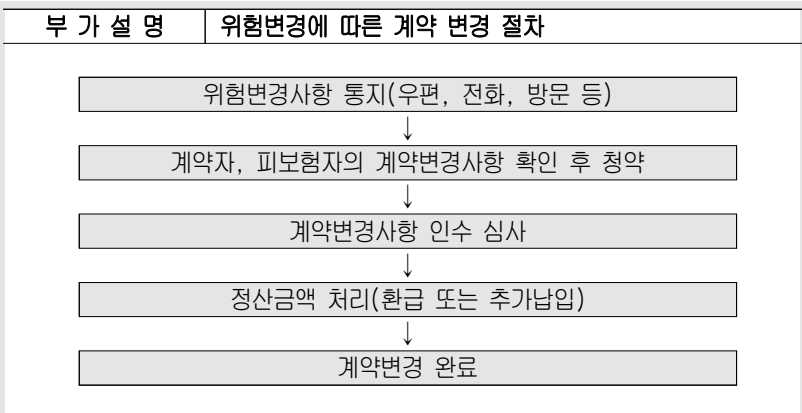 부 가 설 명 위험변경에 따른 계약 변경 절차
위험변경사항 통지(우편, 전화, 방문 등)
↓
계약자, 피보험자의 계약변경사항 확인 후 청약
↓
계약변경사항 인수 심사
↓
정산금액 처리(환급 또는 추가납입)
↓
계약변경 완료